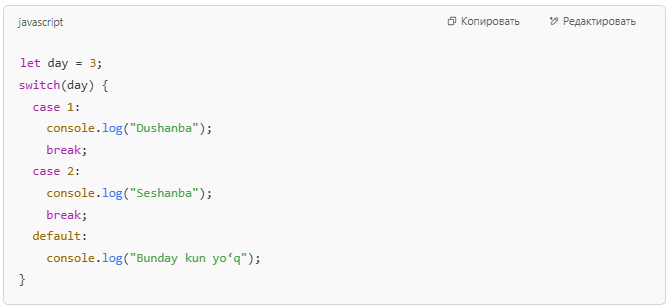 javascript Копировать Редактировать
let day = 3;
switch(day) {
  case 1:
    console.log("Dushanba");
    break;
  case 2:
    console.log("Seshanba");
    break;
  default:
    console.log("Bunday kun yo‘q");
}